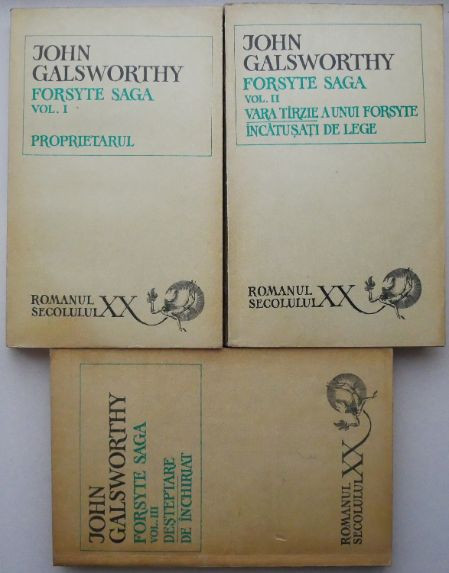 JOHN
GALSWORTHY
FORSYTE SAGA
VOL. I
PROPRIETARUL
ROMANUL
SECOLULUI XX
JOHN
GALSWORTHY
FORSYTE SAGA
VOL. II
VARA TÎRZIE A UNUI FORSYTE
ÎNCĂTUŞAŢI DE LEGE
ROMANUL
SECOLULUI XX
JOHN
GALSWORTHY
FORSYTE SAGA
VOL. III
DEŞTEPTARE
DE ÎNCHIRIAT
ROMANUL
SECOLULUI XX